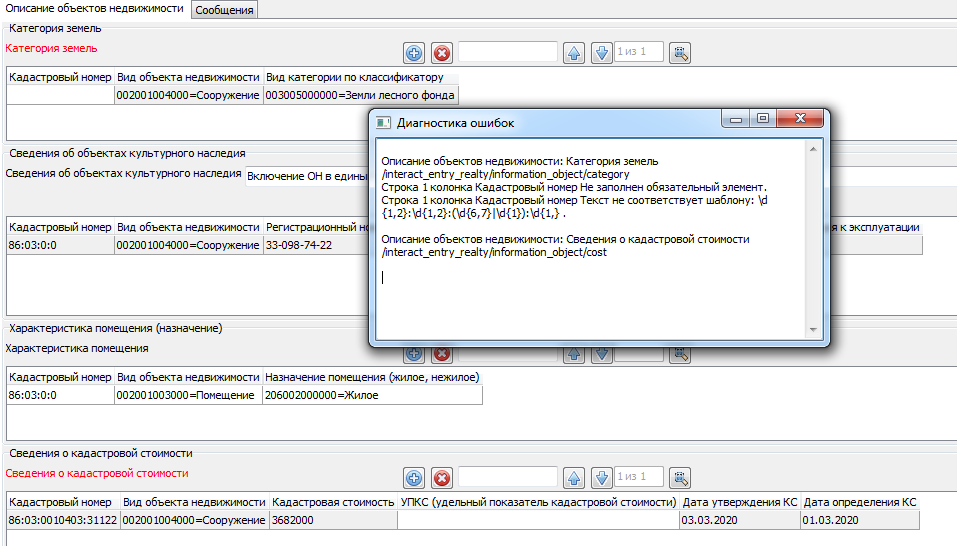 Описание объектов недвижимости Сообщения
Категория земель
Категория земель 1 из 1
Кадастровый номер Вид объекта недвижимости Вид категории по классификатору
002001004000=Сооружение 003005000000=Земли лесного фонда
Диагностика ошибок
Описание объектов недвижимости: Категория земель
/interact_entry_realty/information_object/category
Строка 1 колонка Кадастровый номер Не заполнен обязательный элемент.
Строка 1 колонка Кадастровый номер Текст не соответствует шаблону: \d
{1,2}:\d{1,2}:(\d{6,7}|\d{1}):\d{1,} .
Описание объектов недвижимости: Сведения о кадастровой стоимости
/interact_entry_realty/information_object/cost
Сведения об объектах культурного наследия
Сведения об объектах культурного наследия Включение ОН в едины
Кадастровый номер Вид объекта недвижимости Регистрационный но к эксплуатации
86:03:0:0 002001004000=Сооружение 33-098-74-22
Характеристика помещения (назначение)
Характеристика помещения
Кадастровый номер Вид объекта недвижимости Назначение помещения (жилое, нежилое)
86:03:0:0 002001003000=Помещение 206002000000=Жилое
Сведения о кадастровой стоимости
Сведения о кадастровой стоимости 1 из 1
Кадастровый номер Вид объекта недвижимости Кадастровая стоимость УПКС (удельный показатель кадастровой стоимости) Дата утверждения КС Дата определения КС
86:03:0010403:31122 002001004000=Сооружение 3682000 03.03.2020 01.03.2020